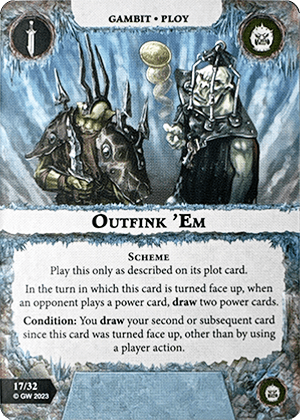 GAMBIT • PLOY
OUTFINK ’EM
SCHEME
Play this only as described on its plot card.
In the turn in which this card is turned face up, when
an opponent plays a power card, draw two power cards.
Condition: You draw your second or subsequent card
since this card was turned face up, other than by using
a player action.
17/32
© GW 2023